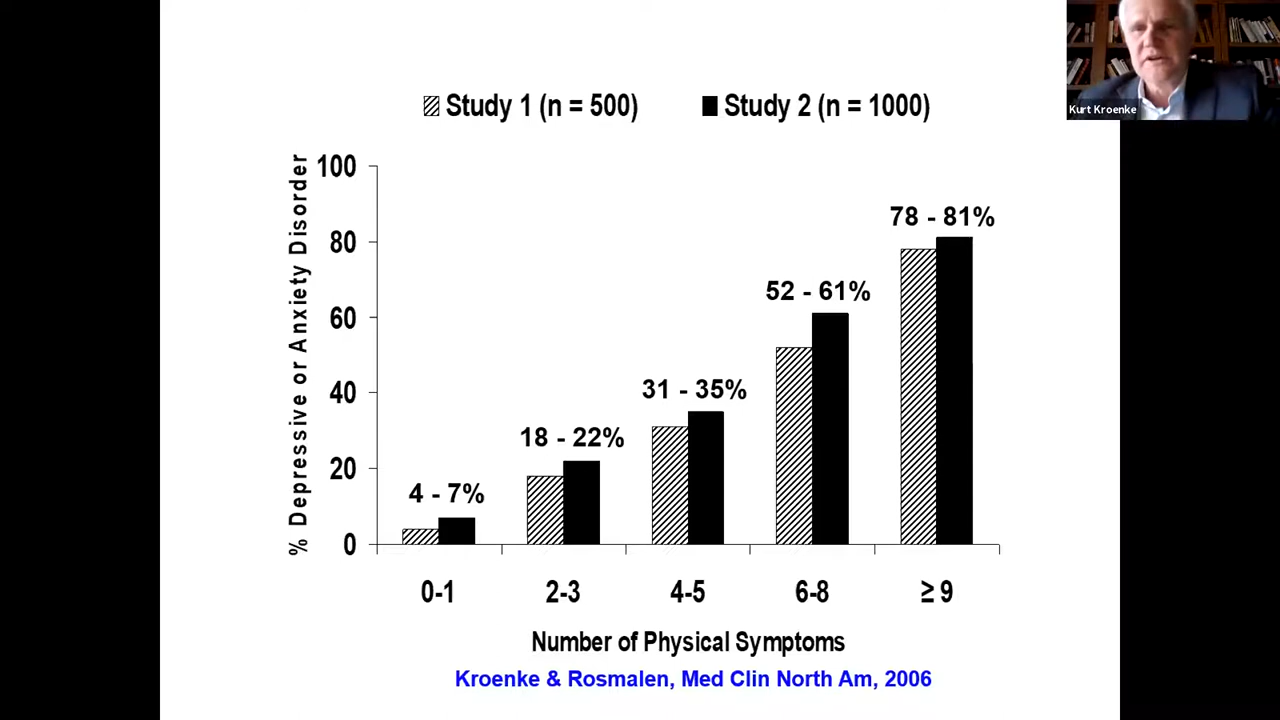 Kurt Kroenke
Study 1 (n = 500) Study 2 (n = 1000)
% Depressive or Anxiety Disorder
100
80
60
40
20
0
4 - 7%
18 - 22%
31 - 35%
52 - 61%
78 - 81%
0-1 2-3 4-5 6-8 ≥ 9
Number of Physical Symptoms
Kroenke & Rosmalen, Med Clin North Am, 2006